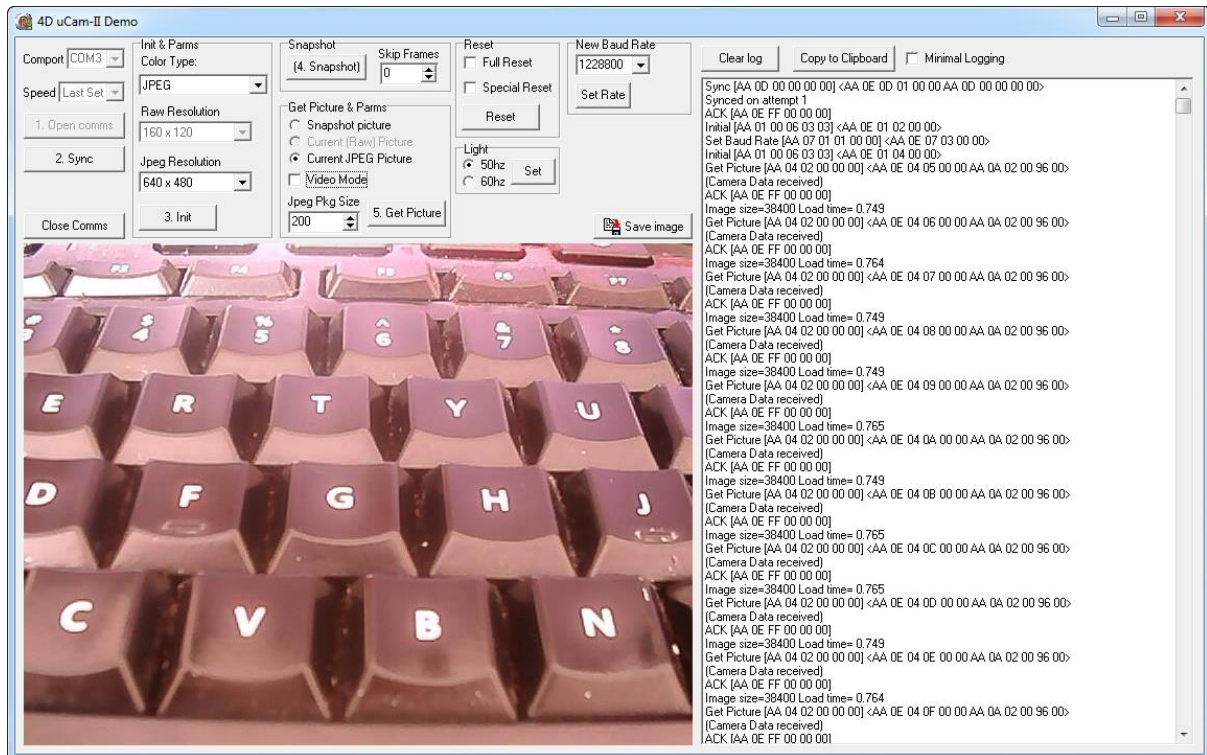 4D uCam-II Demo
Comport COM3
Speed Last Set
1. Open comms
2. Sync
Close Comms
Init & Parms
Color Type:
JPEG
Raw Resolution
160 x 120
Jpeg Resolution
640 x 480
3. Init
Snapshot
(4. Snapshot)
Skip Frames
0
Get Picture & Parms
Snapshot picture
Current (Raw) Picture
Current JPEG Picture
Video Mode
Jpeg Pkg Size
200
5. Get Picture
Reset
Full Reset
Special Reset
Reset
Light
50hz
60hz
Set
New Baud Rate
1228800
Set Rate
Save image
Clear log
Copy to Clipboard
Minimal Logging
Sync [AA 0D 00 00 00 00] <AA 0E 0D 01 00 00 AA 0D 00 00 00 00>
Synced on attempt 1
ACK [AA 0E FF 00 00 00]
Initial [AA 01 00 06 03 03] <AA 0E 01 02 00 00>
Set Baud Rate [AA 07 01 01 00 00] <AA 0E 07 03 00 00>
Initial [AA 01 00 06 03 03] <AA 0E 01 04 00 00>
Get Picture [AA 04 02 00 00 00] <AA 0E 04 05 00 00 AA 0A 02 00 96 00>
(Camera Data received)
ACK [AA 0E FF 00 00 00]
Image size=38400 Load time= 0.749
Get Picture [AA 04 02 00 00 00] <AA 0E 04 06 00 00 AA 0A 02 00 96 00>
(Camera Data received)
ACK [AA 0E FF 00 00 00]
Image size=38400 Load time= 0.764
Get Picture [AA 04 02 00 00 00] <AA 0E 04 07 00 00 AA 0A 02 00 96 00>
(Camera Data received)
ACK [AA 0E FF 00 00 00]
Image size=38400 Load time= 0.749
Get Picture [AA 04 02 00 00 00] <AA 0E 04 08 00 00 AA 0A 02 00 96 00>
(Camera Data received)
ACK [AA 0E FF 00 00 00]
Image size=38400 Load time= 0.749
Get Picture [AA 04 02 00 00 00] <AA 0E 04 09 00 00 AA 0A 02 00 96 00>
(Camera Data received)
ACK [AA 0E FF 00 00 00]
Image size=38400 Load time= 0.765
Get Picture [AA 04 02 00 00 00] <AA 0E 04 0A 00 00 AA 0A 02 00 96 00>
(Camera Data received)
ACK [AA 0E FF 00 00 00]
Image size=38400 Load time= 0.749
Get Picture [AA 04 02 00 00 00] <AA 0E 04 0B 00 00 AA 0A 02 00 96 00>
(Camera Data received)
ACK [AA 0E FF 00 00 00]
Image size=38400 Load time= 0.765
Get Picture [AA 04 02 00 00 00] <AA 0E 04 0C 00 00 AA 0A 02 00 96 00>
(Camera Data received)
ACK [AA 0E FF 00 00 00]
Image size=38400 Load time= 0.765
Get Picture [AA 04 02 00 00 00] <AA 0E 04 0D 00 00 AA 0A 02 00 96 00>
(Camera Data received)
ACK [AA 0E FF 00 00 00]
Image size=38400 Load time= 0.749
Get Picture [AA 04 02 00 00 00] <AA 0E 04 0E 00 00 AA 0A 02 00 96 00>
(Camera Data received)
ACK [AA 0E FF 00 00 00]
Image size=38400 Load time= 0.764
Get Picture [AA 04 02 00 00 00] <AA 0E 04 0F 00 00 AA 0A 02 00 96 00>
(Camera Data received)
ACK [AA 0E FF 00 00 00]
F5 F6 F7
$ % ^ & *
4 5 6 7 8
E R T Y U
D F G H J
C V B N